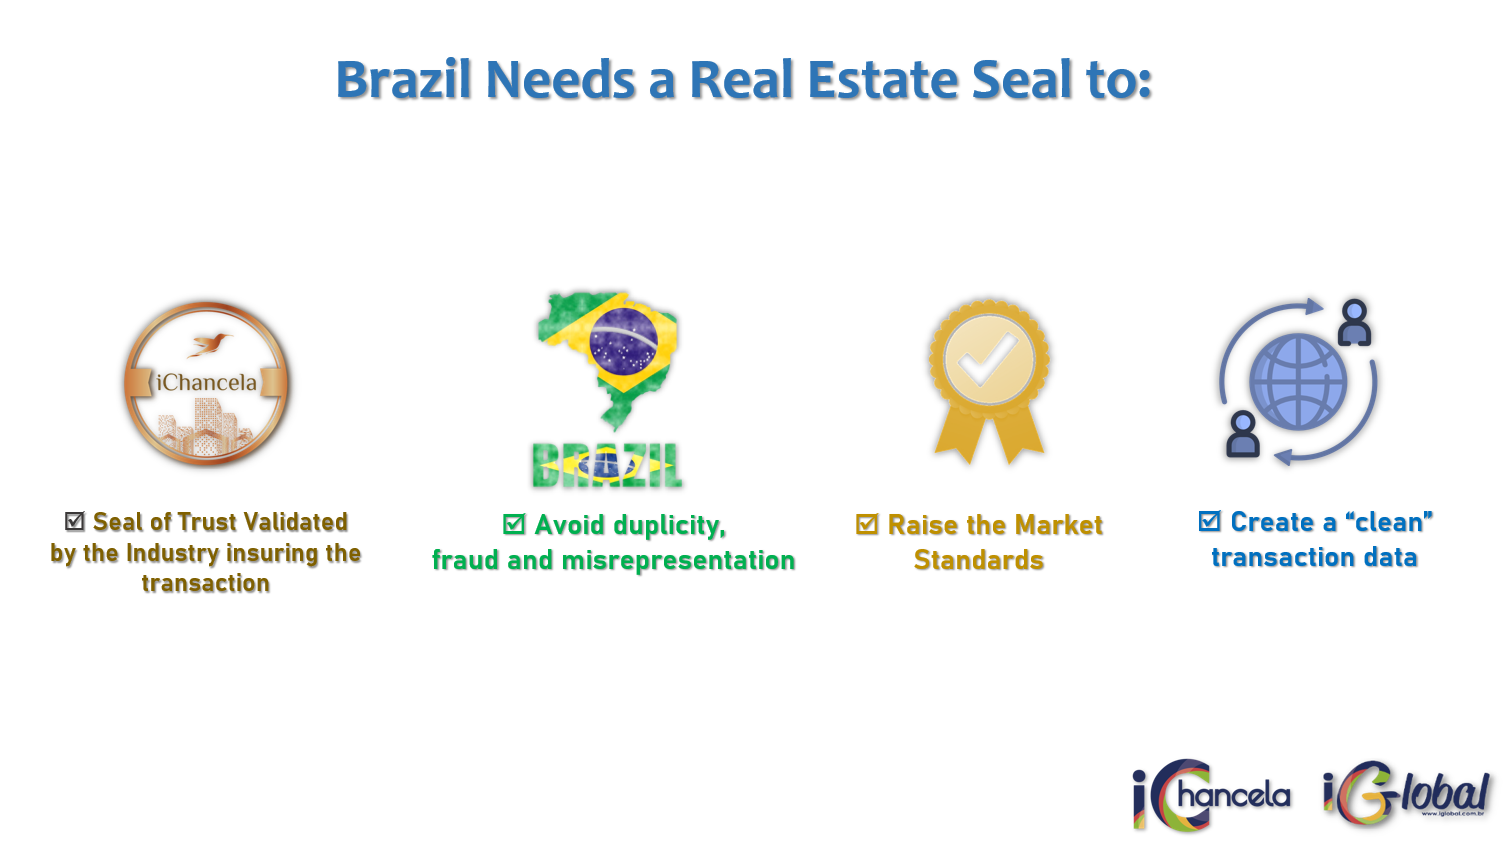 Brazil Needs a Real Estate Seal to:
iChancela
BRAZIL
☑ Seal of Trust Validated
by the Industry insuring the
transaction
☑ Avoid duplicity,
fraud and misrepresentation
☑ Raise the Market
Standards
☑ Create a “clean”
transaction data
iChancela
iGlobal
www.iglobal.com.br